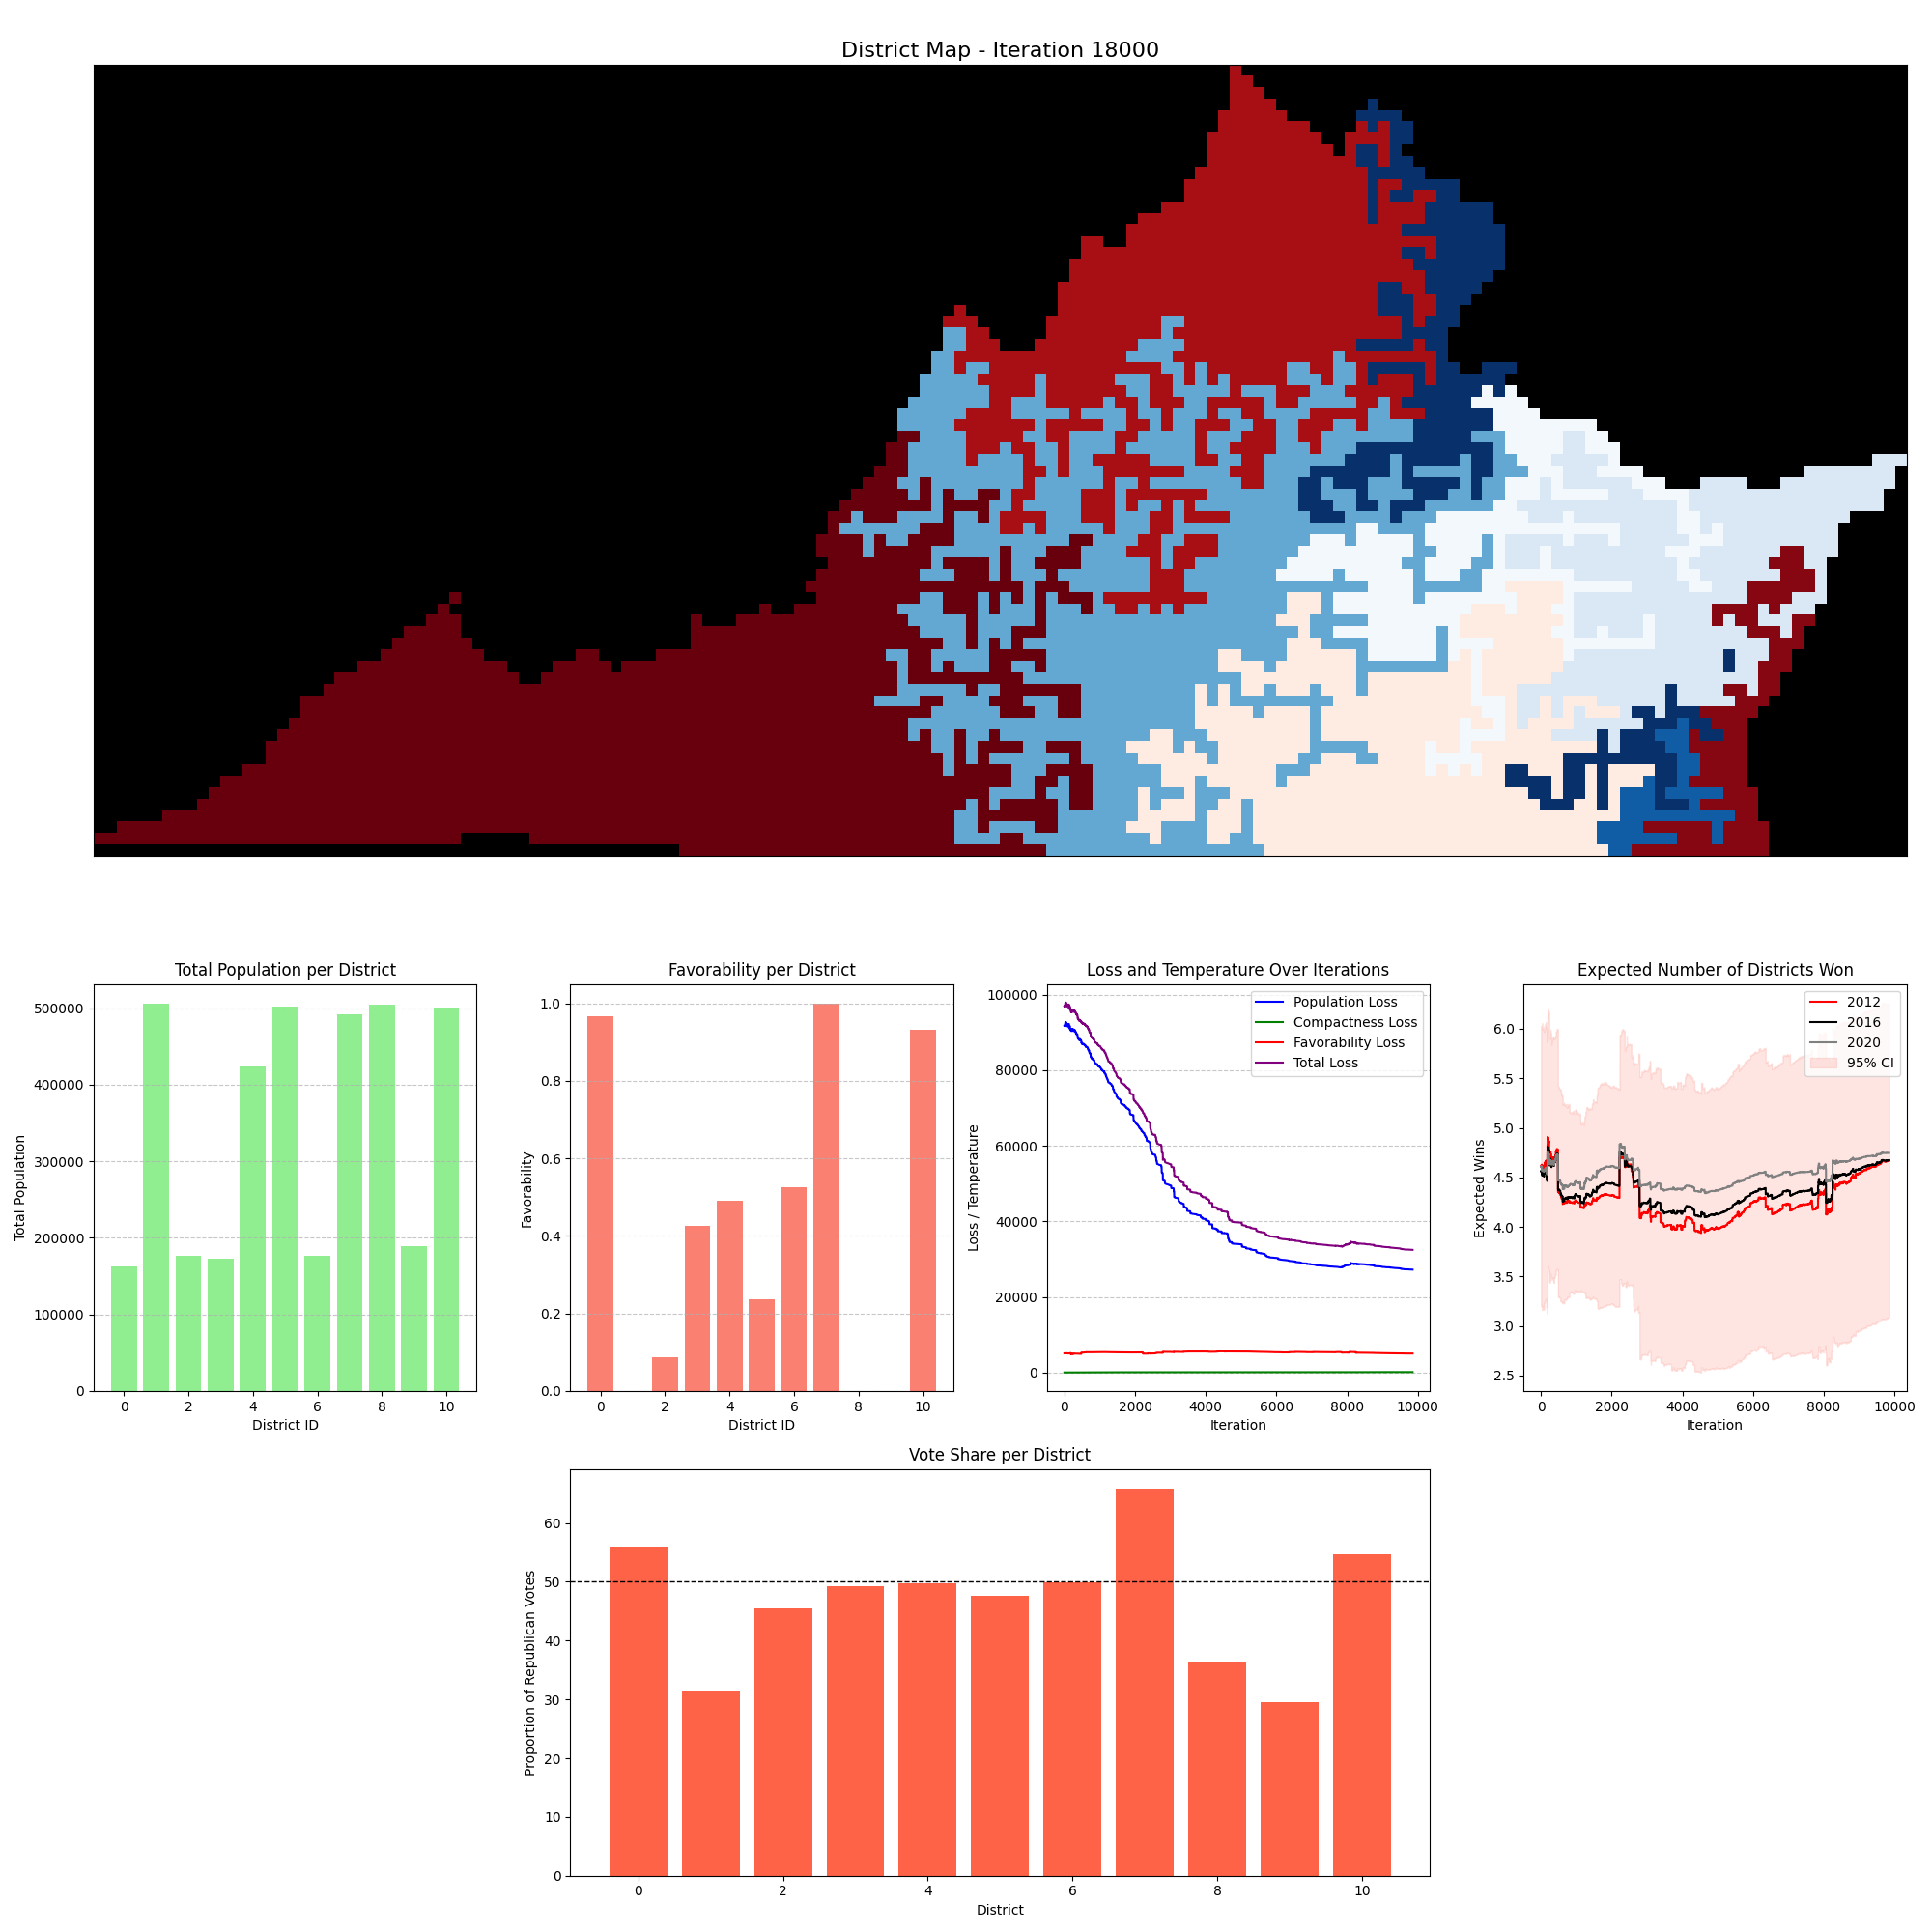 District Map - Iteration 18000
Total Population per District
Total Population
500000
400000
300000
200000
100000
0
0 2 4 6 8 10
District ID
Favorability per District
Favorability
1.0
0.8
0.6
0.4
0.2
0.0
0 2 4 6 8 10
District ID
Loss and Temperature Over Iterations
Loss / Temperature
100000
80000
60000
40000
20000
0
Population Loss
Compactness Loss
Favorability Loss
Total Loss
0 2000 4000 6000 8000 10000
Iteration
Expected Number of Districts Won
Expected Wins
6.0
5.5
5.0
4.5
4.0
3.5
3.0
2.5
2012
2016
2020
95% CI
0 2000 4000 6000 8000 10000
Iteration
Vote Share per District
Proportion of Republican Votes
60
50
40
30
20
10
0
0 2 4 6 8 10
District